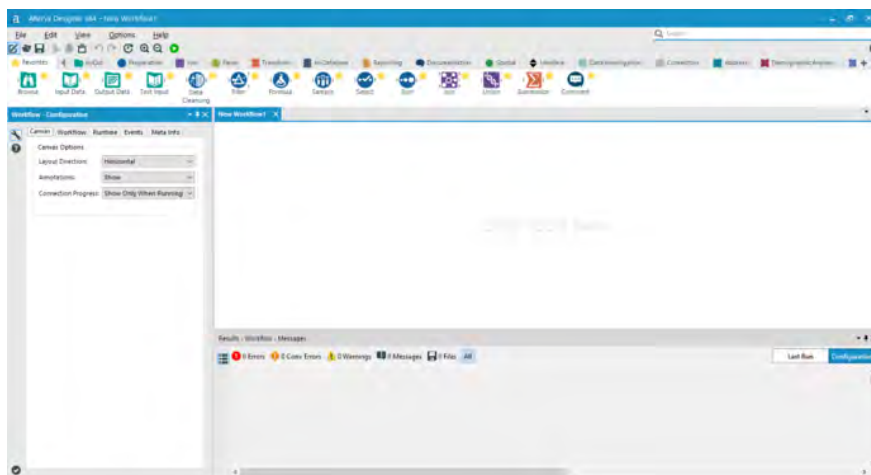 Alteryx Designer x64 - New Workflow1
File Edit View Options Help
Search
Favorites In/Out Preparation Join Parse Transform In-Database Reporting Documentation Spatial Interface Data Investigation Connectors Address Demographic Analysis
Browse Input Data Output Data Text Input Data Cleansing Filter Formula Sample Select Sort Join Union Summarize Comment
Workflow - Configuration
New Workflow1
Canvas Workflow Runtime Events Meta Info
Canvas Options
Layout Direction Horizontal
Annotations Show
Connection Progress Show Only When Running
Results - Workflow - Messages
0 Errors 0 Conv Errors 0 Warnings 0 Messages 0 Files All
Last Run Configuration